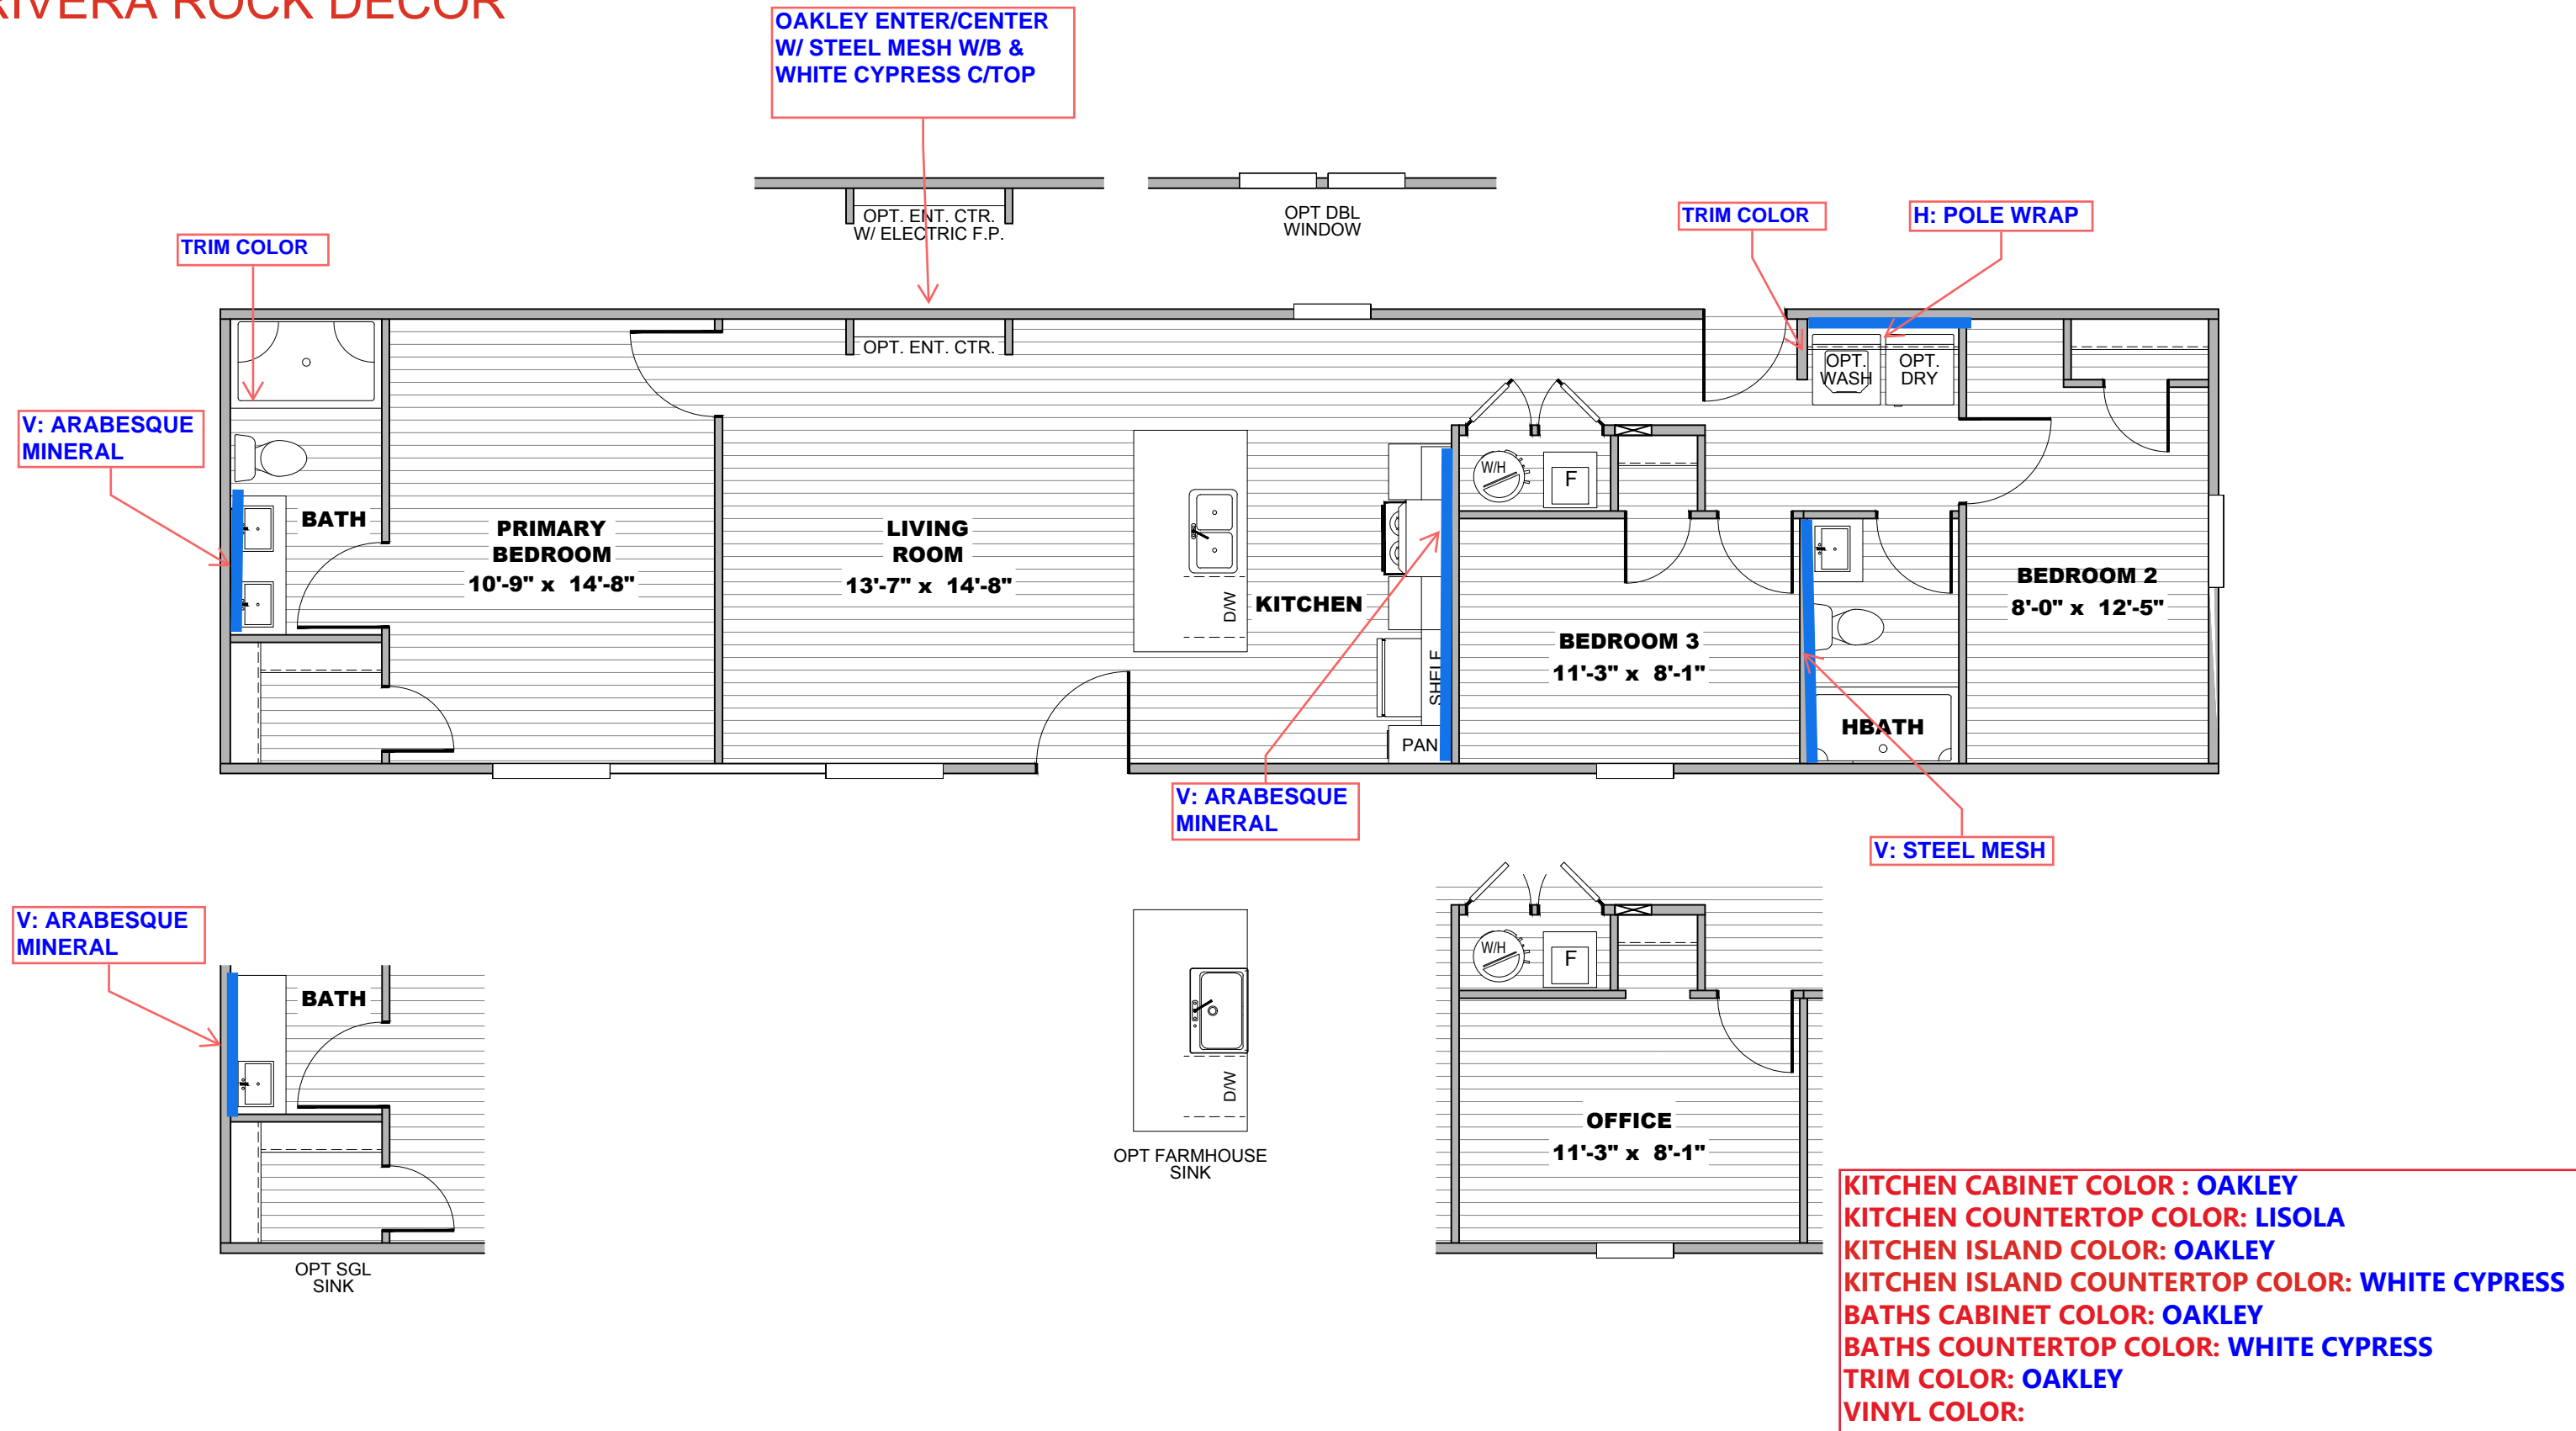 RIVERA ROCK DECOR
OAKLEY ENTER/CENTER
W/ STEEL MESH W/B &
WHITE CYPRESS C/TOP
OPT. ENT. CTR.
W/ ELECTRIC F.P.
OPT DBL
WINDOW
TRIM COLOR
H: POLE WRAP
TRIM COLOR
OPT. ENT. CTR.
OPT.
WASH
OPT.
DRY
V: ARABESQUE
MINERAL
W/H
F
BATH
PRIMARY
BEDROOM
10'-9" x 14'-8"
LIVING
ROOM
13'-7" x 14'-8"
D/W
KITCHEN
SHELF
PAN
BEDROOM 3
11'-3" x 8'-1"
BEDROOM 2
8'-0" x 12'-5"
HBATH
V: ARABESQUE
MINERAL
V: STEEL MESH
V: ARABESQUE
MINERAL
BATH
OPT SGL
SINK
D/W
OPT FARMHOUSE
SINK
W/H
F
OFFICE
11'-3" x 8'-1"
KITCHEN CABINET COLOR : OAKLEY
KITCHEN COUNTERTOP COLOR: LISOLA
KITCHEN ISLAND COLOR: OAKLEY
KITCHEN ISLAND COUNTERTOP COLOR: WHITE CYPRESS
BATHS CABINET COLOR: OAKLEY
BATHS COUNTERTOP COLOR: WHITE CYPRESS
TRIM COLOR: OAKLEY
VINYL COLOR: